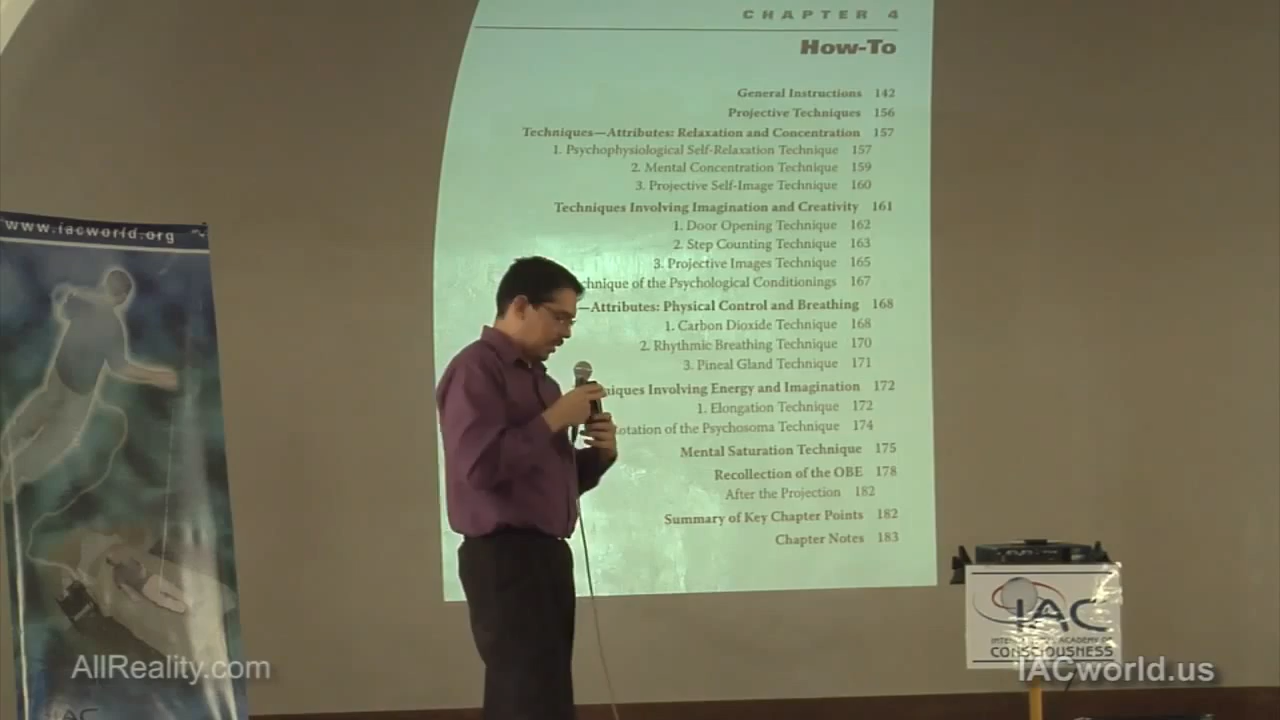 CHAPTER 4
How-To
General Instructions 142
Projective Techniques 156
Techniques—Attributes: Relaxation and Concentration 157
1. Psychophysiological Self-Relaxation Technique 157
2. Mental Concentration Technique 159
3. Projective Self-Image Technique 160
Techniques Involving Imagination and Creativity 161
1. Door Opening Technique 162
2. Step Counting Technique 163
3. Projective Images Technique 165
of the Psychological Conditionings 167
—Attributes: Physical Control and Breathing 168
1. Carbon Dioxide Technique 168
2. Rhythmic Breathing Technique 170
3. Pineal Gland Technique 171
Involving Energy and Imagination 172
1. Elongation Technique 172
of the Psychosoma Technique 174
Mental Saturation Technique 175
Recollection of the OBE 178
After the Projection 182
Summary of Key Chapter Points 182
Chapter Notes 183
www.iacworld.org
IAC
IAC
ACADEMY OF
CONSCIOUSNESS
AllReality.com
IACworld.us